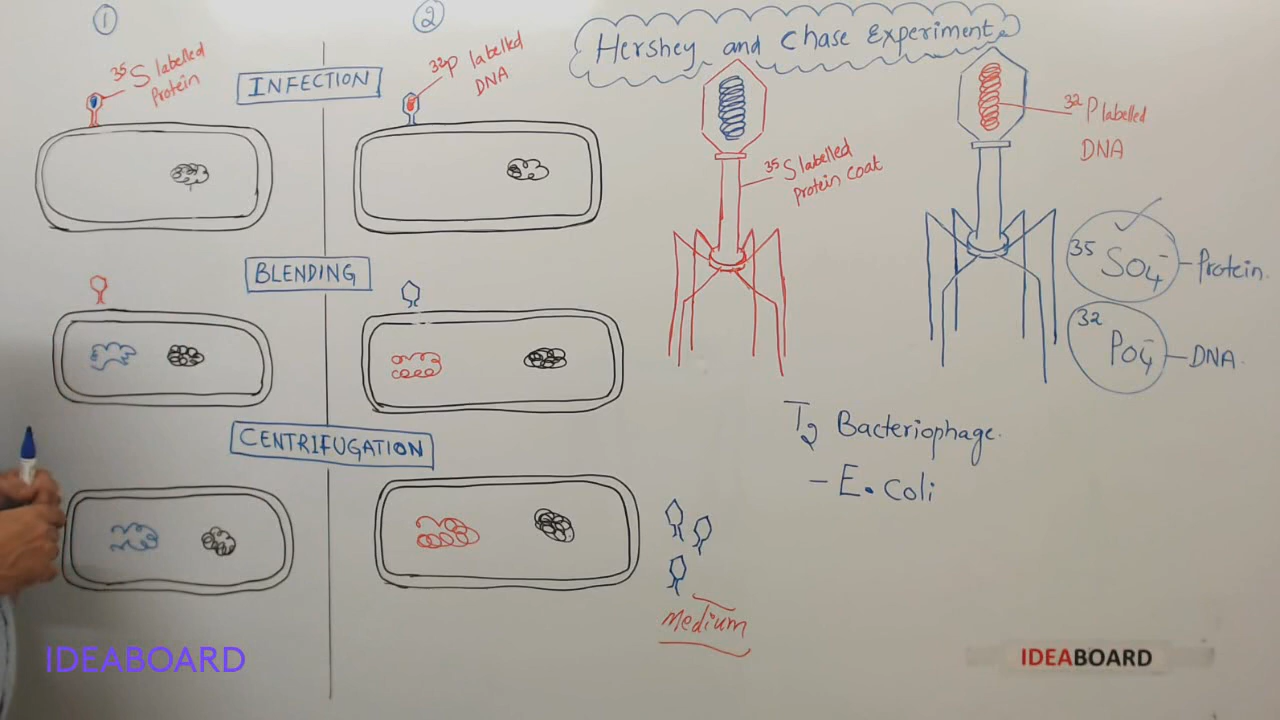 ①
②
Hershey and Chase Experiment
³⁵S labelled
Protein
³²P labelled
DNA
INFECTION
³⁵S labelled
protein coat
³²P labelled
DNA
³⁵SO₄⁻ - Protein.
BLENDING
³²PO₄⁻ - DNA.
T₂ Bacteriophage.
- E. Coli
CENTRIFUGATION
Medium
IDEABOARD
IDEABOARD